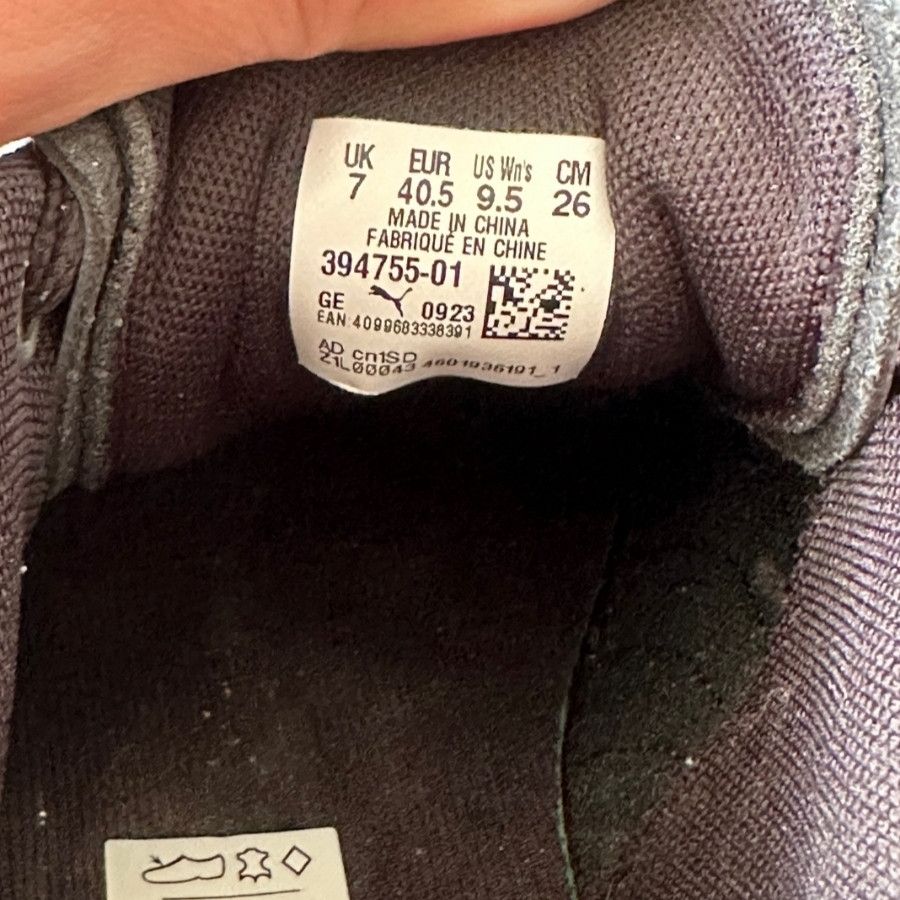 UK EUR US Wn's CM
7 40.5 9.5 26
MADE IN CHINA
FABRIQUÉ EN CHINE
394755-01
GE 0923
EAN 4099683338391
AD cn1SD
Z1L00043 4601936191_1